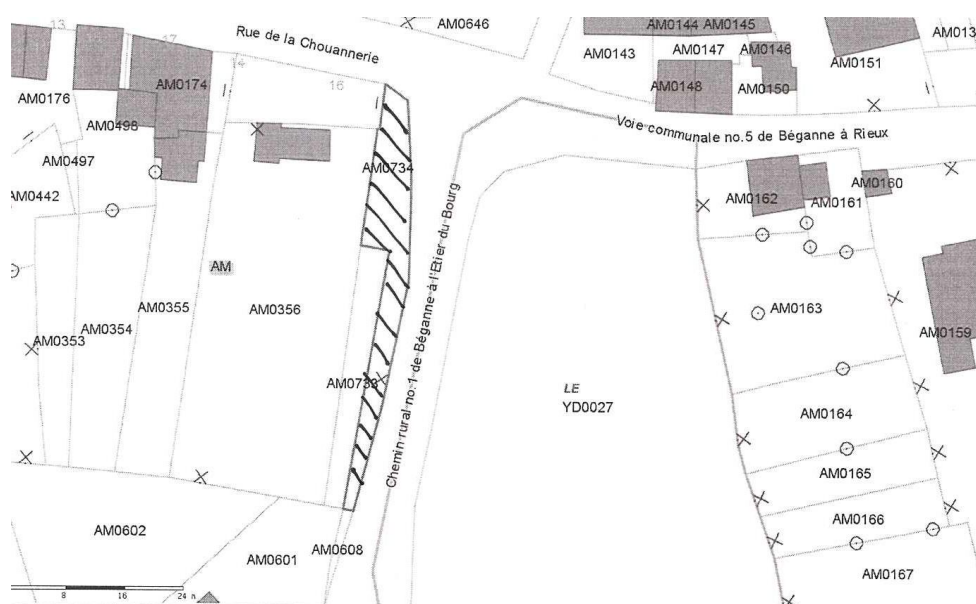 13
AM0646
AM0144
AM0145
AM013
Rue de la Chouannerie
17
AM0143
AM0147
AM0146
14
AM0151
AM0176
AM0174
16
AM0148
AM0150
AM0498
Voie communale no.5 de Béganne à Rieux
AM0497
AM0734
AM0442
AM0162
AM0161
AM0160
Chemin rural no.1 de Béganne à l'Etier du Bourg
AM
AM0355
AM0356
AM0163
AM0354
AM0353
AM0159
AM0733
LE
YD0027
AM0164
AM0165
AM0602
AM0166
AM0601
AM0608
AM0167
8
16
24